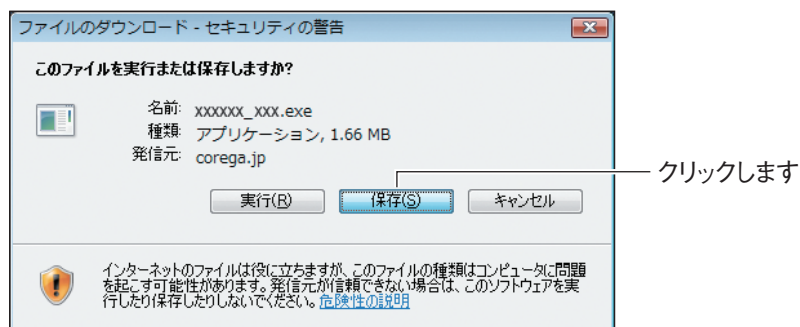 ファイルのダウンロード - セキュリティの警告
このファイルを実行または保存しますか?
名前: xxxxxx_xxx.exe
種類: アプリケーション, 1.66 MB
発信元: corega.jp
実行(R)
保存(S)
キャンセル
クリックします
インターネットのファイルは役に立ちますが、このファイルの種類はコンピュータに問題
を起こす可能性があります。発信元が信頼できない場合は、このソフトウェアを実
行したり保存したりしないでください。危険性の説明